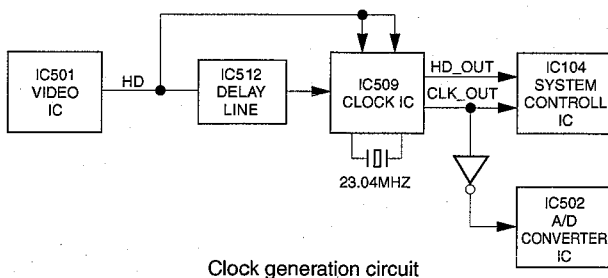 IC501
VIDEO
IC
HD
IC512
DELAY
LINE
IC509
CLOCK IC
23.04MHZ
HD_OUT
CLK_OUT
IC104
SYSTEM
CONTROLL
IC
IC502
A/D
CONVERTER
IC
Clock generation circuit